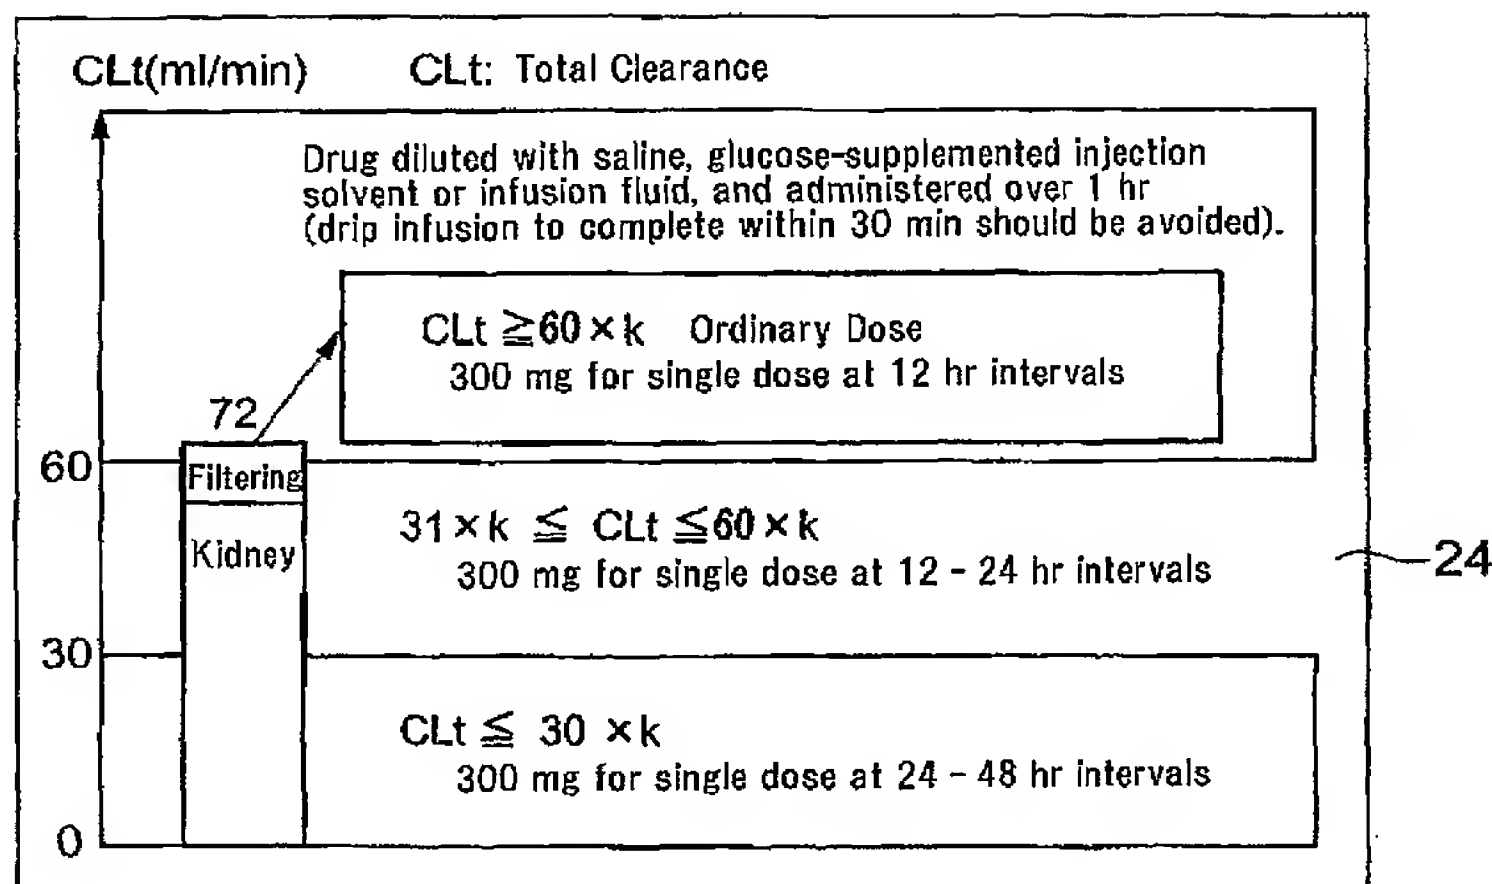 CLt(ml/min) CLt: Total Clearance
Drug diluted with saline, glucose-supplemented injection
solvent or infusion fluid, and administered over 1 hr
(drip infusion to complete within 30 min should be avoided).
CLt ≧60×k Ordinary Dose
300 mg for single dose at 12 hr intervals
72
60
Filtering
31×k ≦ CLt ≦60×k
Kidney
300 mg for single dose at 12 - 24 hr intervals
24
30
CLt ≦ 30 ×k
300 mg for single dose at 24 - 48 hr intervals
0